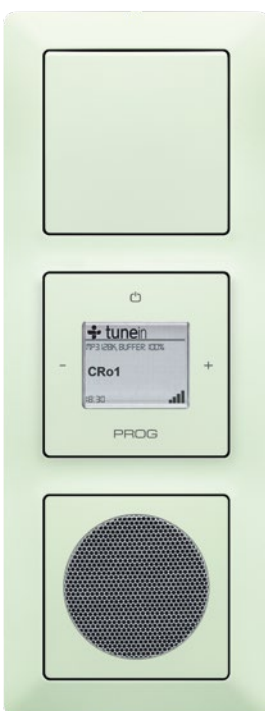 tunein
MP3 128K, BUFFER 100%
-
+
CRo1
18:30
PROG